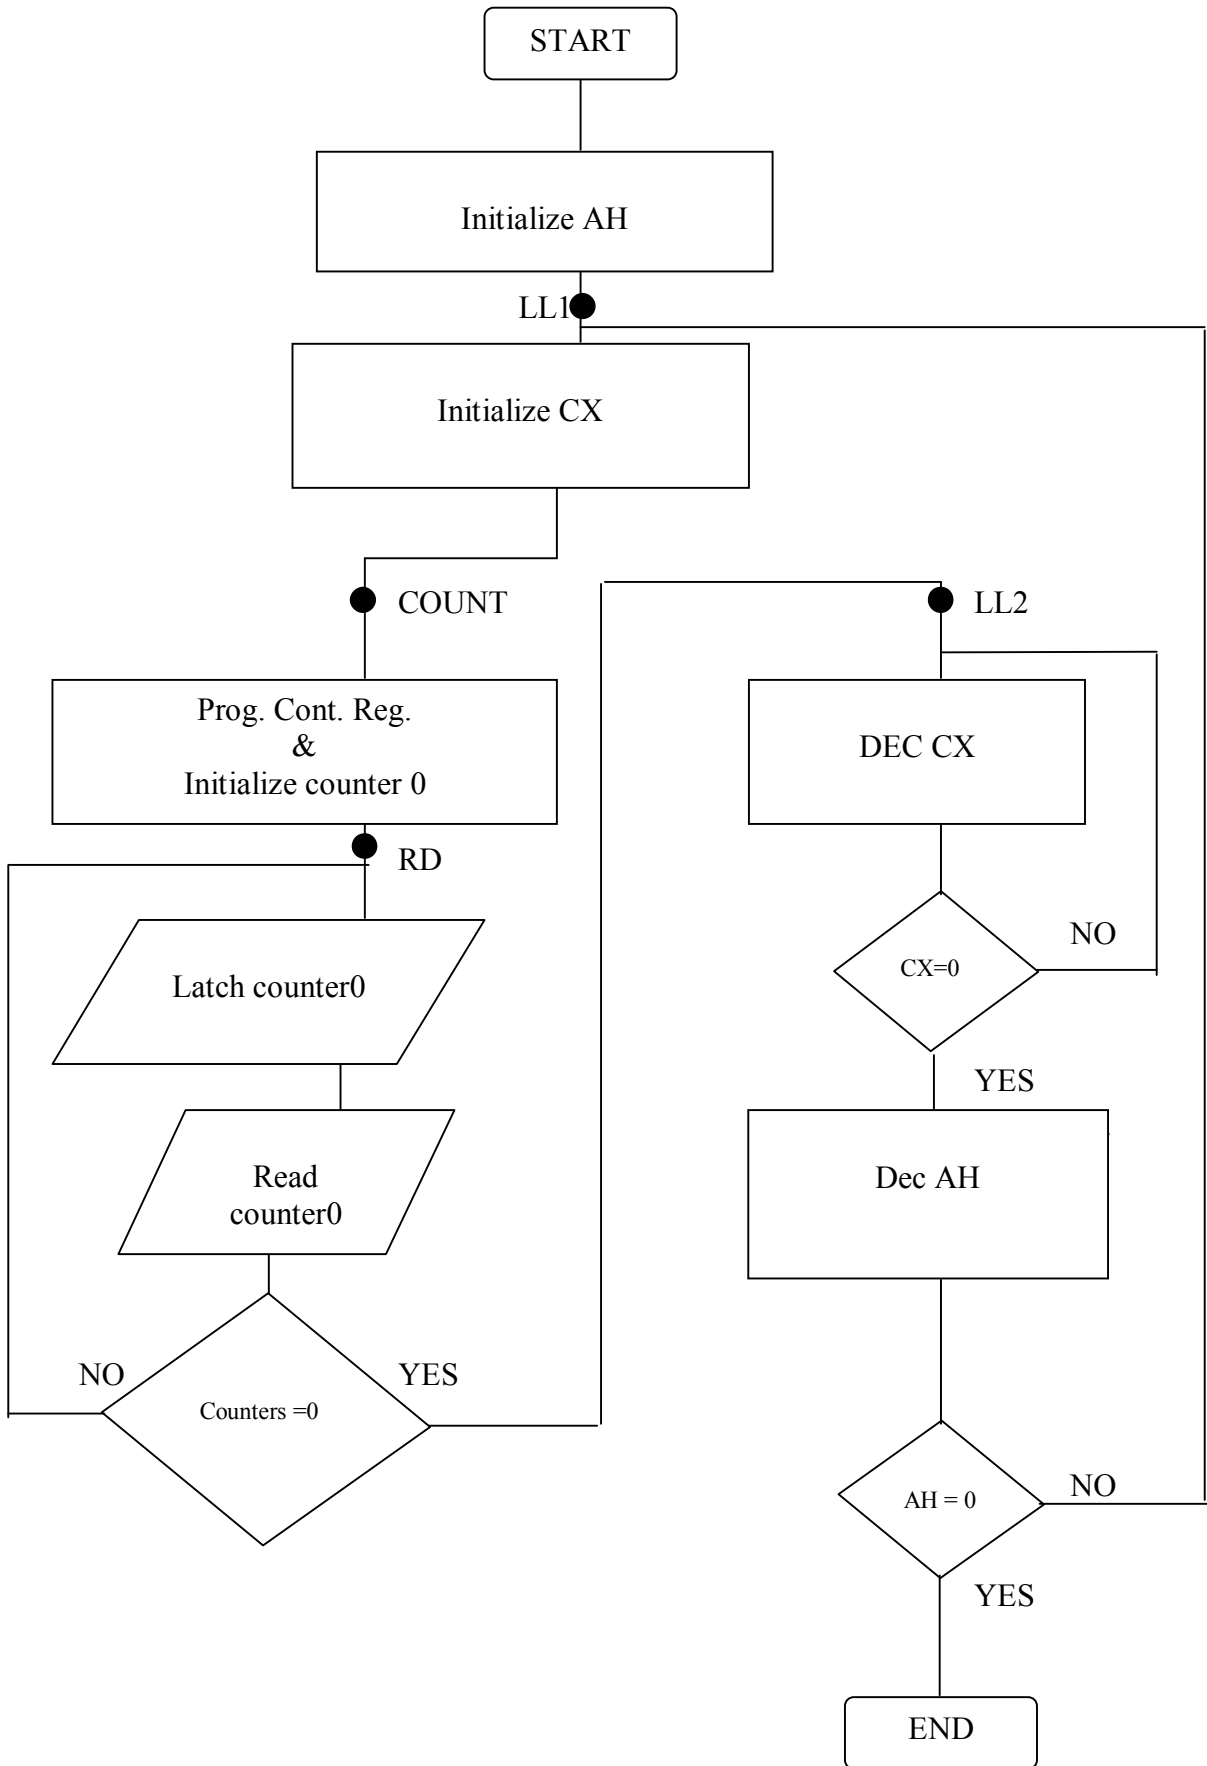 START
Initialize AH
LL1
Initialize CX
COUNT
Prog. Cont. Reg.
&
Initialize counter 0
RD
Latch counter0
Read
counter0
NO
YES
Counters =0
LL2
DEC CX
NO
CX=0
YES
Dec AH
NO
AH = 0
YES
END